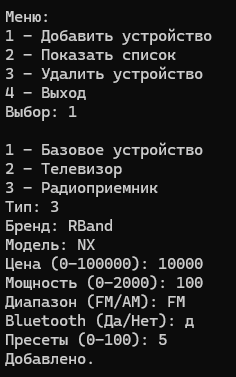 Меню:
1 – Добавить устройство
2 – Показать список
3 – Удалить устройство
4 – Выход
Выбор: 1

1 – Базовое устройство
2 – Телевизор
3 – Радиоприемник
Тип: 3
Бренд: RBand
Модель: NX
Цена (0–100000): 10000
Мощность (0–2000): 100
Диапазон (FM/AM): FM
Bluetooth (Да/Нет): д
Пресеты (0–100): 5
Добавлено.